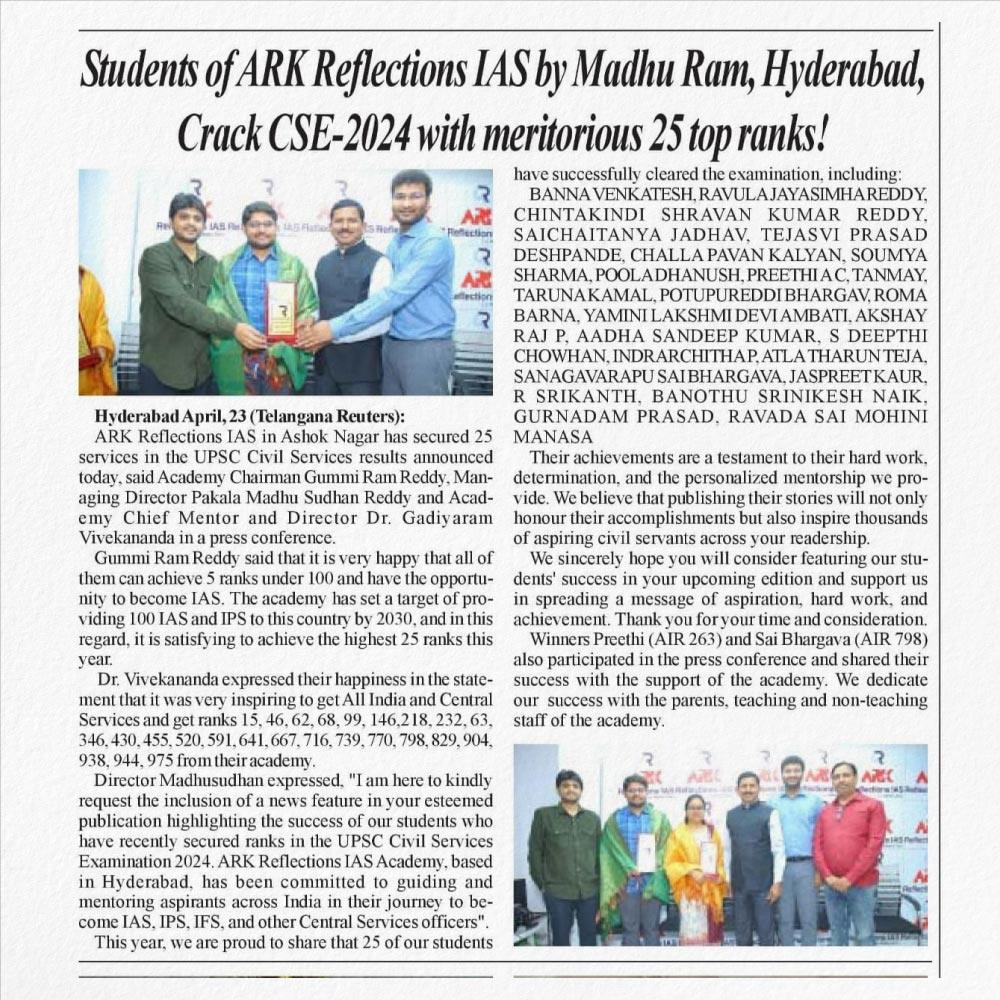 Students of ARK Reflections IAS by Madhu Ram, Hyderabad,
Crack CSE-2024 with meritorious 25 top ranks!
ARK
Reflections
Hyderabad April, 23 (Telangana Reuters):
ARK Reflections IAS in Ashok Nagar has secured 25
services in the UPSC Civil Services results announced
today, said Academy Chairman Gummi Ram Reddy, Man-
aging Director Pakala Madhu Sudhan Reddy and Acad-
emy Chief Mentor and Director Dr. Gadiyaram
Vivekananda in a press conference.
Gummi Ram Reddy said that it is very happy that all of
them can achieve 5 ranks under 100 and have the opportu-
nity to become IAS. The academy has set a target of pro-
viding 100 IAS and IPS to this country by 2030, and in this
regard, it is satisfying to achieve the highest 25 ranks this
year.
Dr. Vivekananda expressed their happiness in the state-
ment that it was very inspiring to get All India and Central
Services and get ranks 15, 46, 62, 68, 99, 146,218, 232, 63,
346, 430, 455, 520, 591, 641, 667, 716, 739, 770, 798, 829, 904,
938, 944, 975 from their academy.
Director Madhusudhan expressed, "I am here to kindly
request the inclusion of a news feature in your esteemed
publication highlighting the success of our students who
have recently secured ranks in the UPSC Civil Services
Examination 2024. ARK Reflections IAS Academy, based
in Hyderabad, has been committed to guiding and
mentoring aspirants across India in their journey to be-
come IAS, IPS, IFS, and other Central Services officers".
This year, we are proud to share that 25 of our students
have successfully cleared the examination, including:
BANNA VENKATESH, RAVULA JAYASIMHA REDDY,
CHINTAKINDI SHRAVAN KUMAR REDDY,
SAICHAITANYA JADHAV, TEJASVI PRASAD
DESHPANDE, CHALLA PAVAN KALYAN, SOUMYA
SHARMA, POOLA DHANUSH, PREETHI A C, TANMAY,
TARUNA KAMAL, POTUPUREDDI BHARGAV, ROMA
BARNA, YAMINI LAKSHMI DEVI AMBATI, AKSHAY
RAJ P, AADHA SANDEEP KUMAR, S DEEPTHI
CHOWHAN, INDRARCHITHA P, ATLA THARUN TEJA,
SANAGAVARAPU SAI BHARGAVA, JASPREET KAUR,
R SRIKANTH, BANOTHU SRINIKESH NAIK,
GURNADAM PRASAD, RAVADA SAI MOHINI
MANASA
Their achievements are a testament to their hard work,
determination, and the personalized mentorship we pro-
vide. We believe that publishing their stories will not only
honour their accomplishments but also inspire thousands
of aspiring civil servants across your readership.
We sincerely hope you will consider featuring our stu-
dents' success in your upcoming edition and support us
in spreading a message of aspiration, hard work, and
achievement. Thank you for your time and consideration.
Winners Preethi (AIR 263) and Sai Bhargava (AIR 798)
also participated in the press conference and shared their
success with the support of the academy. We dedicate
our success with the parents, teaching and non-teaching
staff of the academy.
ARK